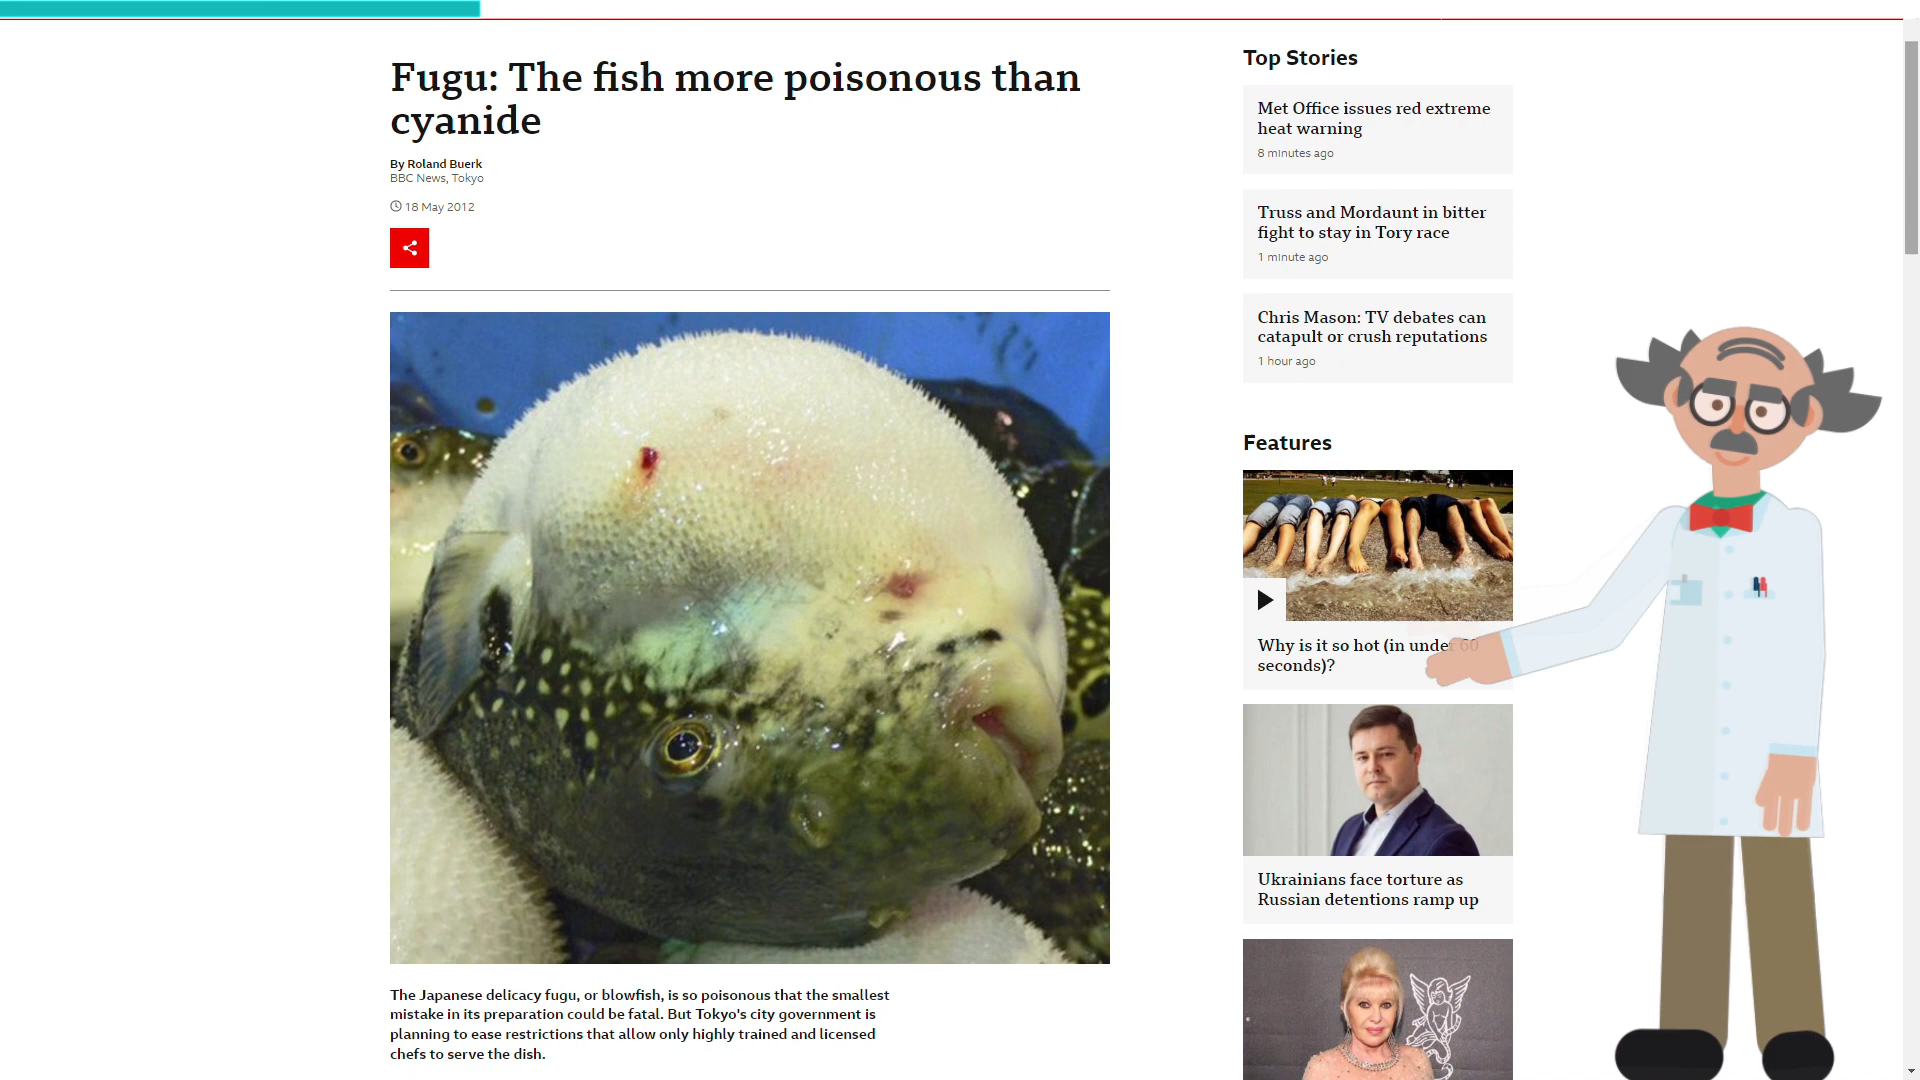 Fugu: The fish more poisonous than
cyanide
By Roland Buerk
BBC News, Tokyo
18 May 2012
The Japanese delicacy fugu, or blowfish, is so poisonous that the smallest
mistake in its preparation could be fatal. But Tokyo's city government is
planning to ease restrictions that allow only highly trained and licensed
chefs to serve the dish.
Top Stories
Met Office issues red extreme
heat warning
8 minutes ago
Truss and Mordaunt in bitter
fight to stay in Tory race
1 minute ago
Chris Mason: TV debates can
catapult or crush reputations
1 hour ago
Features
Why is it so hot (in under 60
seconds)?
Ukrainians face torture as
Russian detentions ramp up